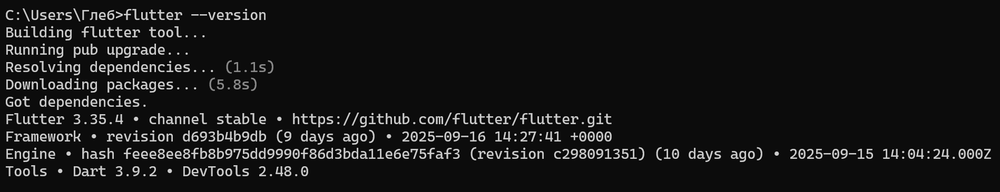 C:\Users\Глеб>flutter --version
Building flutter tool...
Running pub upgrade...
Resolving dependencies... (1.1s)
Downloading packages... (5.8s)
Got dependencies.
Flutter 3.35.4 • channel stable • https://github.com/flutter/flutter.git
Framework • revision d693b4b9db (9 days ago) • 2025-09-16 14:27:41 +0000
Engine • hash feee8ee8fb8b975dd9990f86d3bda11e6e75faf3 (revision c298091351) (10 days ago) • 2025-09-15 14:04:24.000Z
Tools • Dart 3.9.2 • DevTools 2.48.0